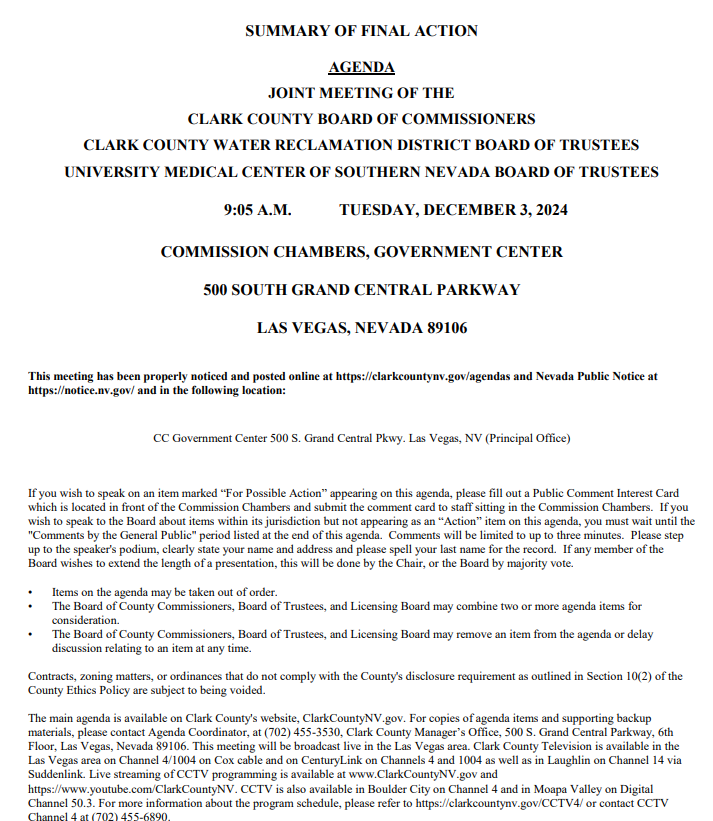 SUMMARY OF FINAL ACTION
AGENDA
JOINT MEETING OF THE
CLARK COUNTY BOARD OF COMMISSIONERS
CLARK COUNTY WATER RECLAMATION DISTRICT BOARD OF TRUSTEES
UNIVERSITY MEDICAL CENTER OF SOUTHERN NEVADA BOARD OF TRUSTEES
9:05 A.M. TUESDAY, DECEMBER 3, 2024
COMMISSION CHAMBERS, GOVERNMENT CENTER
500 SOUTH GRAND CENTRAL PARKWAY
LAS VEGAS, NEVADA 89106
This meeting has been properly noticed and posted online at https://clarkcountynv.gov/agendas and Nevada Public Notice at
https://notice.nv.gov/ and in the following location:
CC Government Center 500 S. Grand Central Pkwy. Las Vegas, NV (Principal Office)
If you wish to speak on an item marked “For Possible Action” appearing on this agenda, please fill out a Public Comment Interest Card
which is located in front of the Commission Chambers and submit the comment card to staff sitting in the Commission Chambers. If you
wish to speak to the Board about items within its jurisdiction but not appearing as an “Action” item on this agenda, you must wait until the
"Comments by the General Public" period listed at the end of this agenda. Comments will be limited to up to three minutes. Please step
up to the speaker's podium, clearly state your name and address and please spell your last name for the record. If any member of the
Board wishes to extend the length of a presentation, this will be done by the Chair, or the Board by majority vote.
• Items on the agenda may be taken out of order.
• The Board of County Commissioners, Board of Trustees, and Licensing Board may combine two or more agenda items for
consideration.
• The Board of County Commissioners, Board of Trustees, and Licensing Board may remove an item from the agenda or delay
discussion relating to an item at any time.
Contracts, zoning matters, or ordinances that do not comply with the County's disclosure requirement as outlined in Section 10(2) of the
County Ethics Policy are subject to being voided.
The main agenda is available on Clark County's website, ClarkCountyNV.gov. For copies of agenda items and supporting backup
materials, please contact Agenda Coordinator, at (702) 455-3530, Clark County Manager’s Office, 500 S. Grand Central Parkway, 6th
Floor, Las Vegas, Nevada 89106. This meeting will be broadcast live in the Las Vegas area. Clark County Television is available in the
Las Vegas area on Channel 4/1004 on Cox cable and on CenturyLink on Channels 4 and 1004 as well as in Laughlin on Channel 14 via
Suddenlink. Live streaming of CCTV programming is available at www.ClarkCountyNV.gov and
https://www.youtube.com/ClarkCountyNV. CCTV is also available in Boulder City on Channel 4 and in Moapa Valley on Digital
Channel 50.3. For more information about the program schedule, please refer to https://clarkcountynv.gov/CCTV4/ or contact CCTV
Channel 4 at (702) 455-6890.